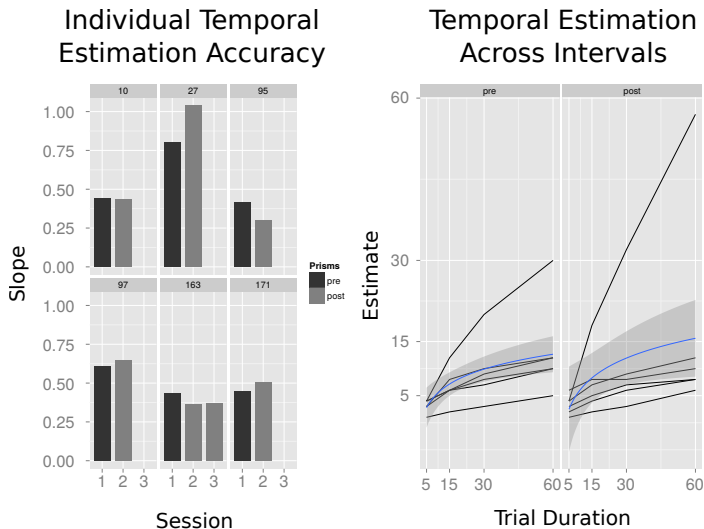 Individual Temporal
Estimation Accuracy
10 27 95
1.00
0.75
0.50
0.25
0.00
97 163 171
1.00
0.75
0.50
0.25
0.00
1 2 3 1 2 3 1 2 3
Slope
Session
Prisms
pre
post
Temporal Estimation
Across Intervals
pre post
60
30
15
5
5 15 30 60 5 15 30 60
Estimate
Trial Duration